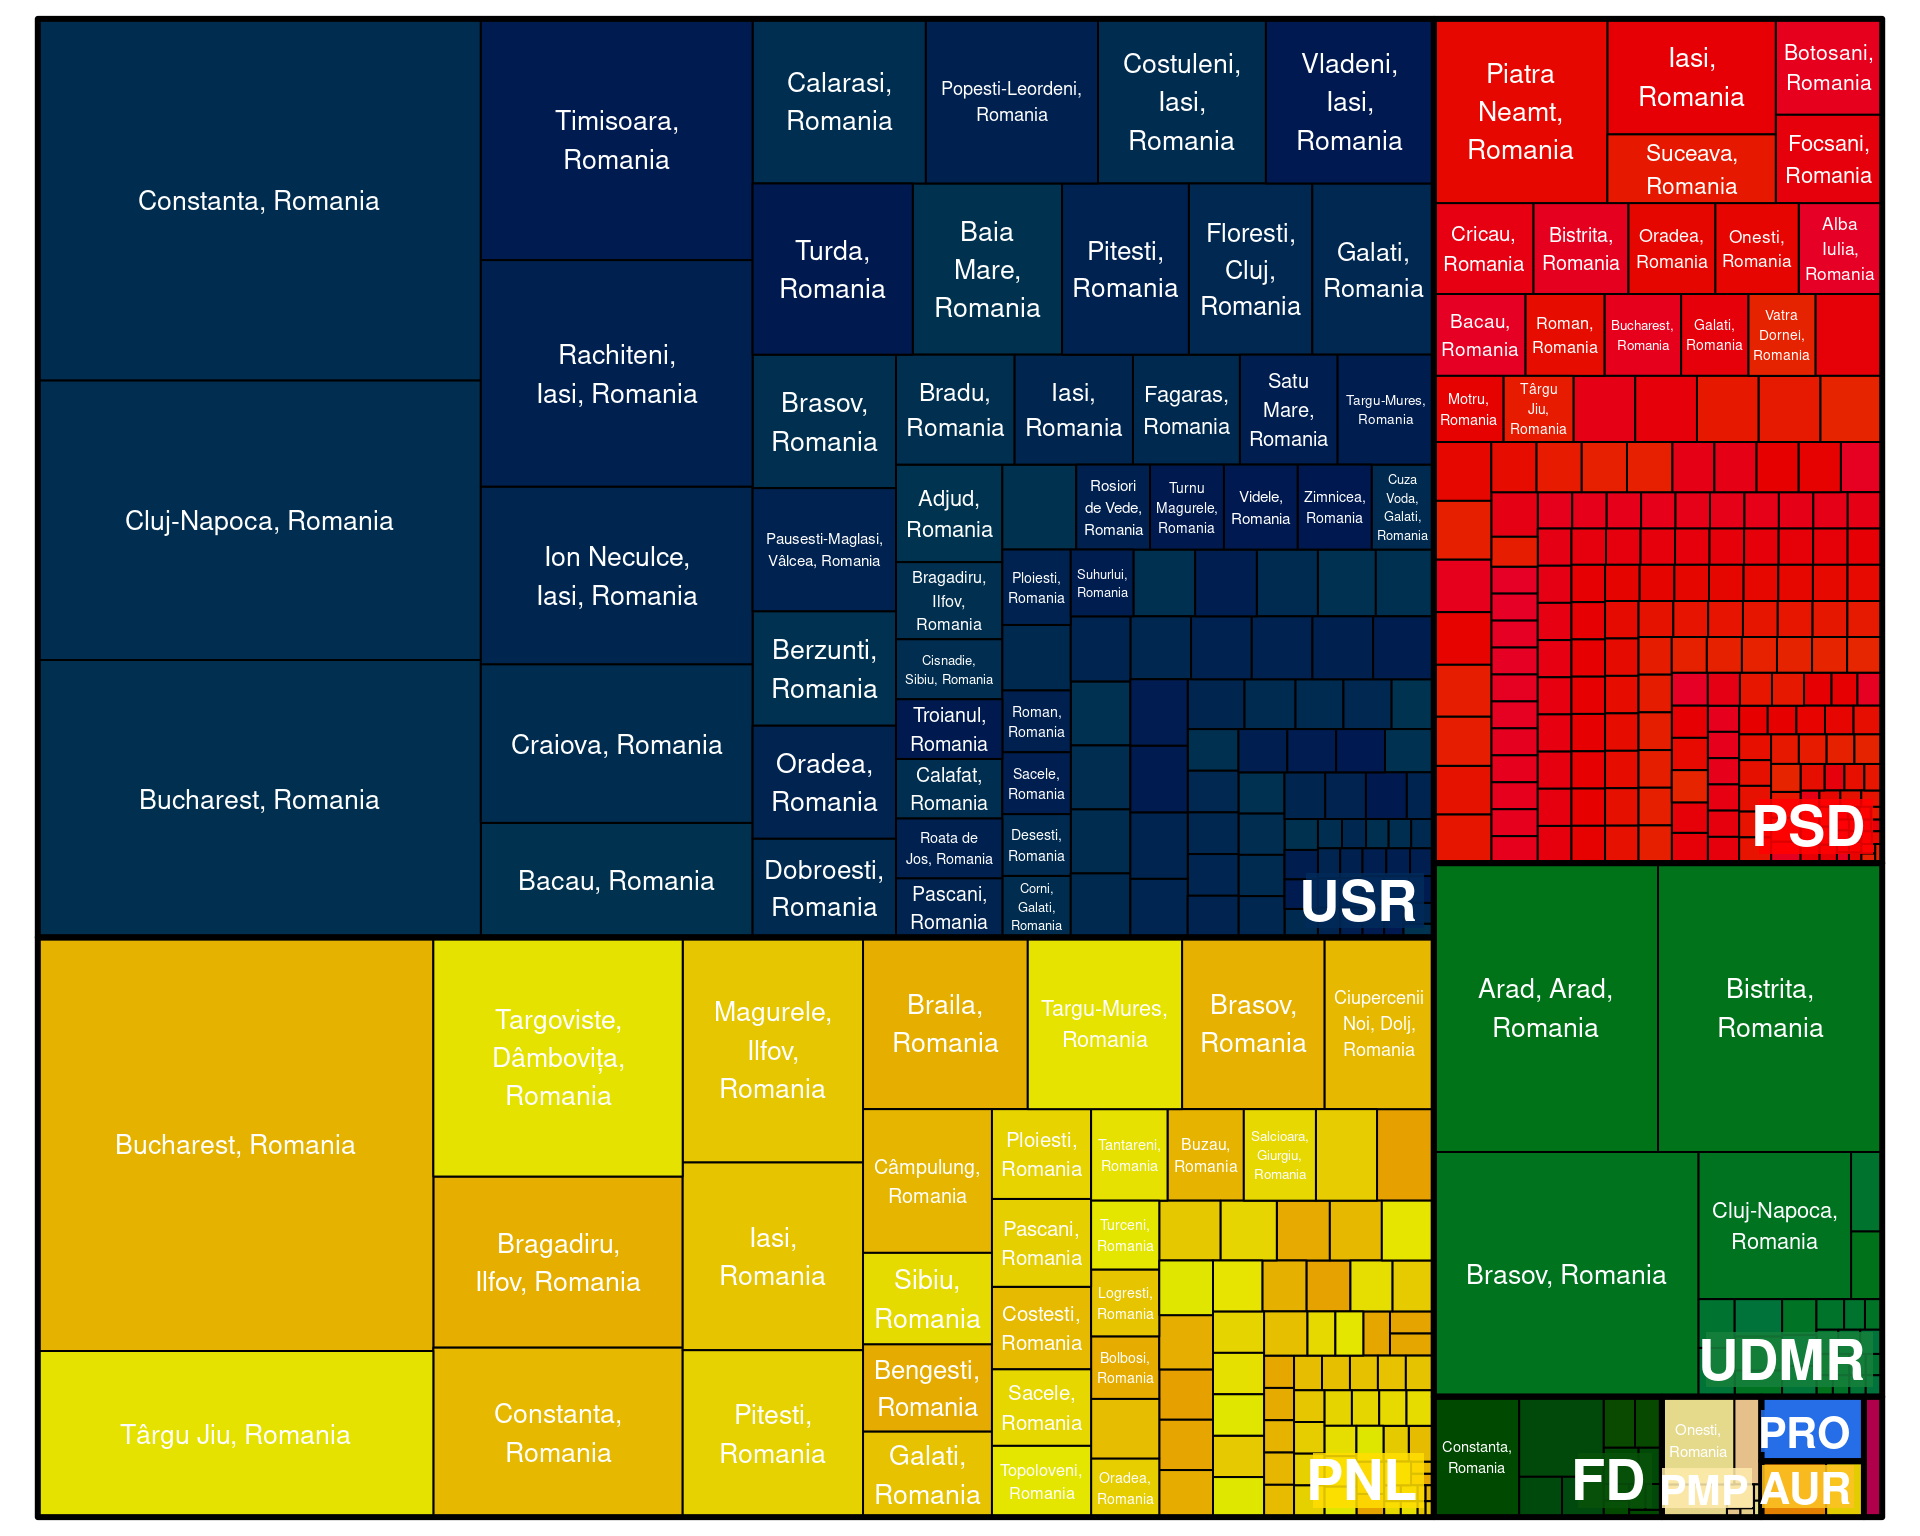 Constanta, Romania
Cluj-Napoca, Romania
Bucharest, Romania
Timisoara,
Romania
Rachiteni,
Iasi, Romania
Ion Neculce,
Iasi, Romania
Craiova, Romania
Bacau, Romania
Calarasi,
Romania
Popesti-Leordeni,
Romania
Costuleni,
Iasi,
Romania
Vladeni,
Iasi,
Romania
Turda,
Romania
Baia
Mare,
Romania
Pitesti,
Romania
Floresti,
Cluj,
Romania
Galati,
Romania
Brasov,
Romania
Pausesti-Maglasi,
Vâlcea, Romania
Berzunti,
Romania
Oradea,
Romania
Dobroesti,
Romania
Bradu,
Romania
Iasi,
Romania
Fagaras,
Romania
Satu
Mare,
Romania
Targu-Mures,
Romania
Adjud,
Romania
Bragadiru,
Ilfov,
Romania
Cisnadie,
Sibiu, Romania
Troianul,
Romania
Calafat,
Romania
Roata de
Jos, Romania
Pascani,
Romania
Rosiori
de Vede,
Romania
Turnu
Magurele,
Romania
Videle,
Romania
Zimnicea,
Romania
Cuza
Voda,
Galati,
Romania
Ploiesti,
Romania
Suhurlui,
Romania
Roman,
Romania
Sacele,
Romania
Desesti,
Romania
Corni,
Galati,
Romania
USR
Piatra
Neamt,
Romania
Iasi,
Romania
Botosani,
Romania
Suceava,
Romania
Focsani,
Romania
Cricau,
Romania
Bistrita,
Romania
Oradea,
Romania
Onesti,
Romania
Alba
Iulia,
Romania
Bacau,
Romania
Roman,
Romania
Bucharest,
Romania
Galati,
Romania
Vatra
Dornei,
Romania
Motru,
Romania
Târgu
Jiu,
Romania
PSD
Bucharest, Romania
Târgu Jiu, Romania
Targoviste,
Dâmbovița,
Romania
Bragadiru,
Ilfov, Romania
Constanta,
Romania
Magurele,
Ilfov,
Romania
Iasi,
Romania
Pitesti,
Romania
Braila,
Romania
Targu-Mures,
Romania
Brasov,
Romania
Ciupercenii
Noi, Dolj,
Romania
Câmpulung,
Romania
Sibiu,
Romania
Bengesti,
Romania
Galati,
Romania
Ploiesti,
Romania
Pascani,
Romania
Costesti,
Romania
Sacele,
Romania
Topoloveni,
Romania
Tantareni,
Romania
Buzau,
Romania
Salcioara,
Giurgiu,
Romania
Turceni,
Romania
Logresti,
Romania
Bolbosi,
Romania
Oradea,
Romania
PNL
Arad, Arad,
Romania
Bistrita,
Romania
Brasov, Romania
Cluj-Napoca,
Romania
UDMR
Constanta,
Romania
FD
Onesti,
Romania
PMP
PRO
AUR